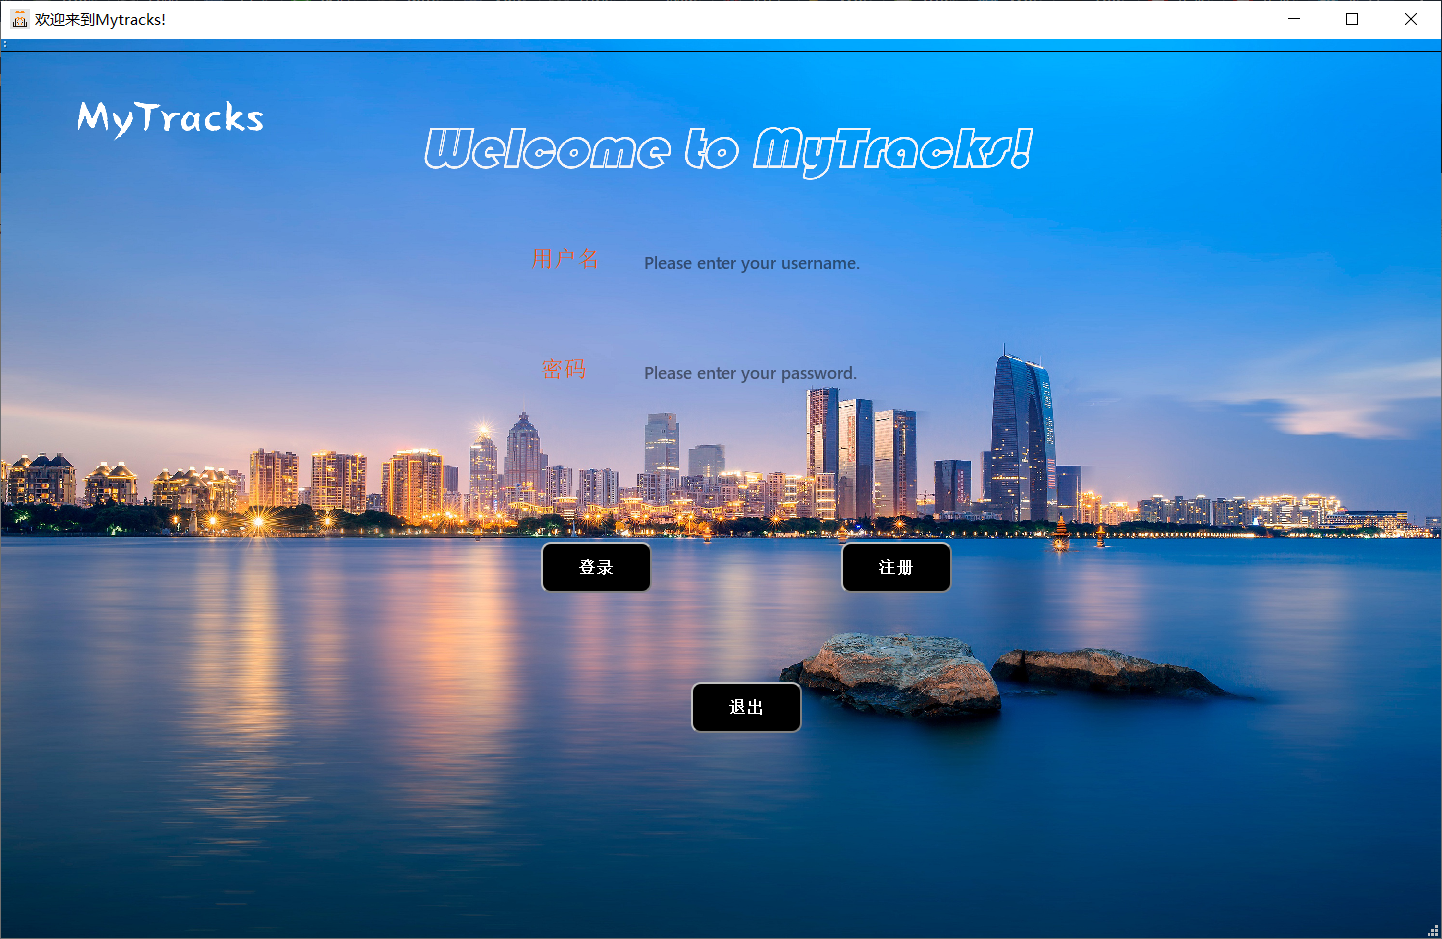 欢迎来到Mytracks!
MyTracks
Welcome to MyTracks!
用户名
Please enter your username.
密码
Please enter your password.
登录
注册
退出